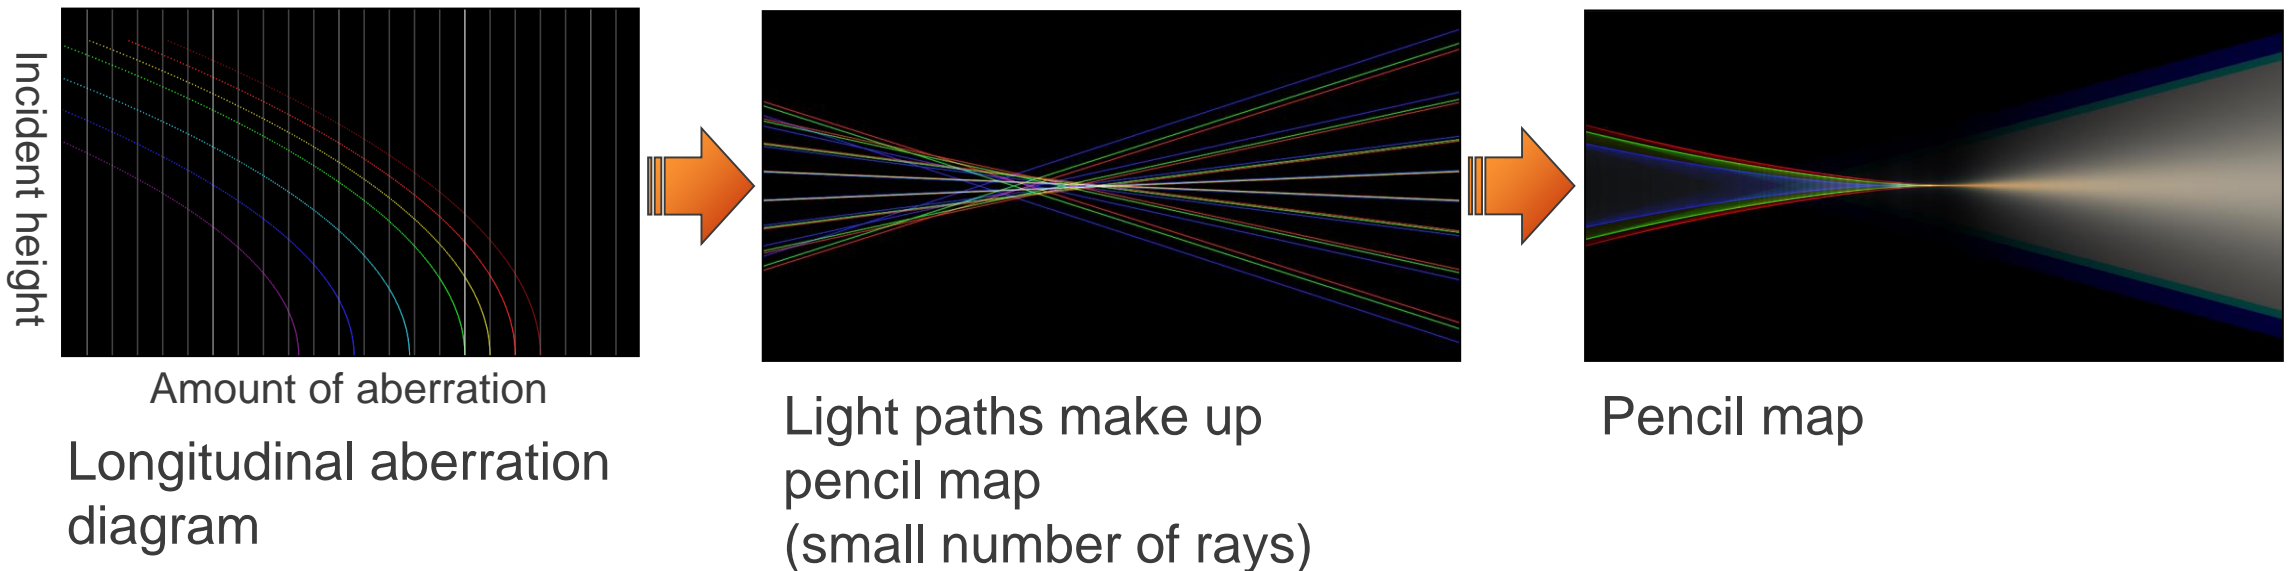 Incident height
Amount of aberration
Longitudinal aberration
diagram
Light paths make up
pencil map
(small number of rays)
Pencil map